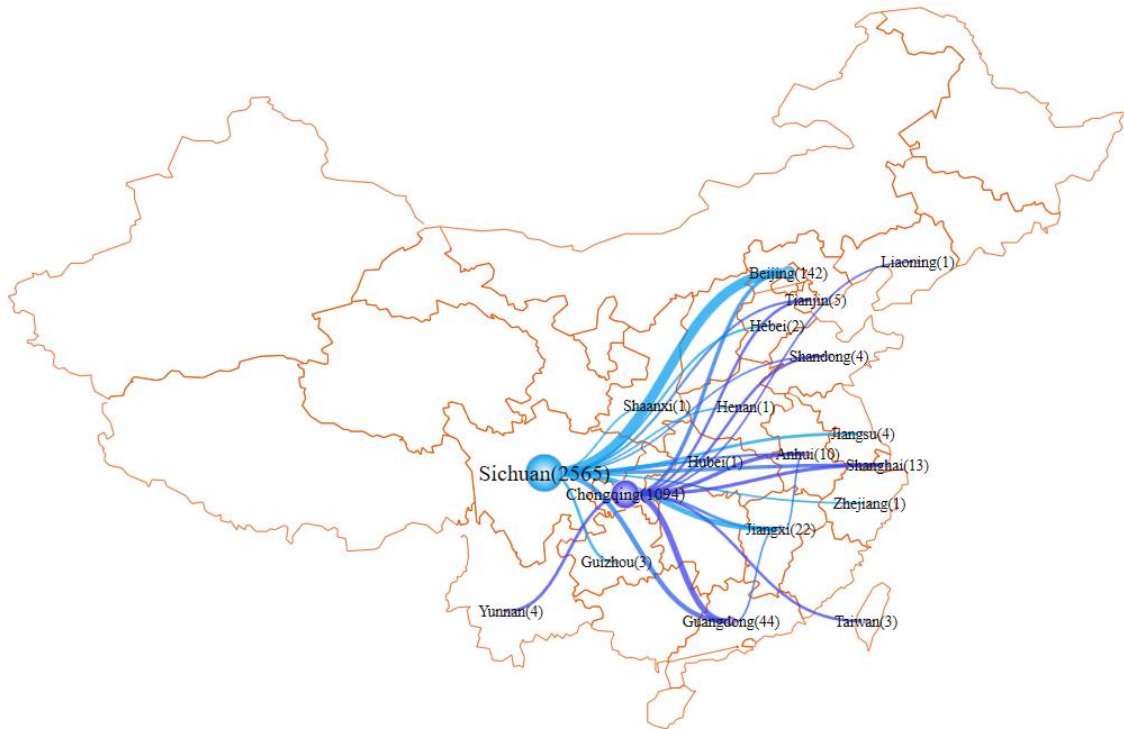 Beijing(142)
Liaoning(1)
Tianjin(5)
Hebei(2)
Shandong(4)
Shaanxi(1)
Henan(1)
Jiangsu(4)
Anhui(10)
Hubei(1)
Shanghai(13)
Sichuan(2565)
Chongqing(1094)
Zhejiang(1)
Jiangxi(22)
Guizhou(3)
Yunnan(4)
Guangdong(44)
Taiwan(3)